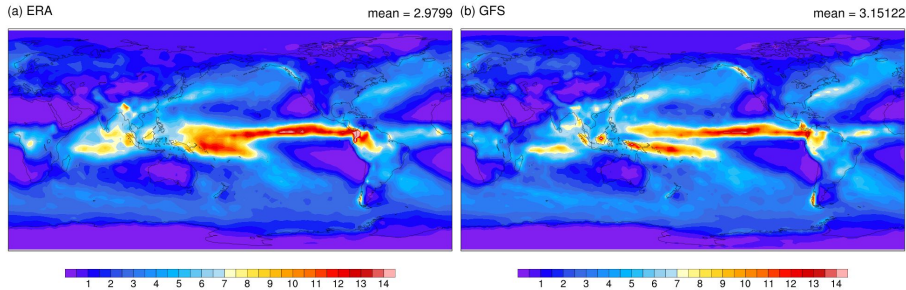 (a) ERA mean = 2.9799
(b) GFS mean = 3.15122
1 2 3 4 5 6 7 8 9 10 11 12 13 14
1 2 3 4 5 6 7 8 9 10 11 12 13 14